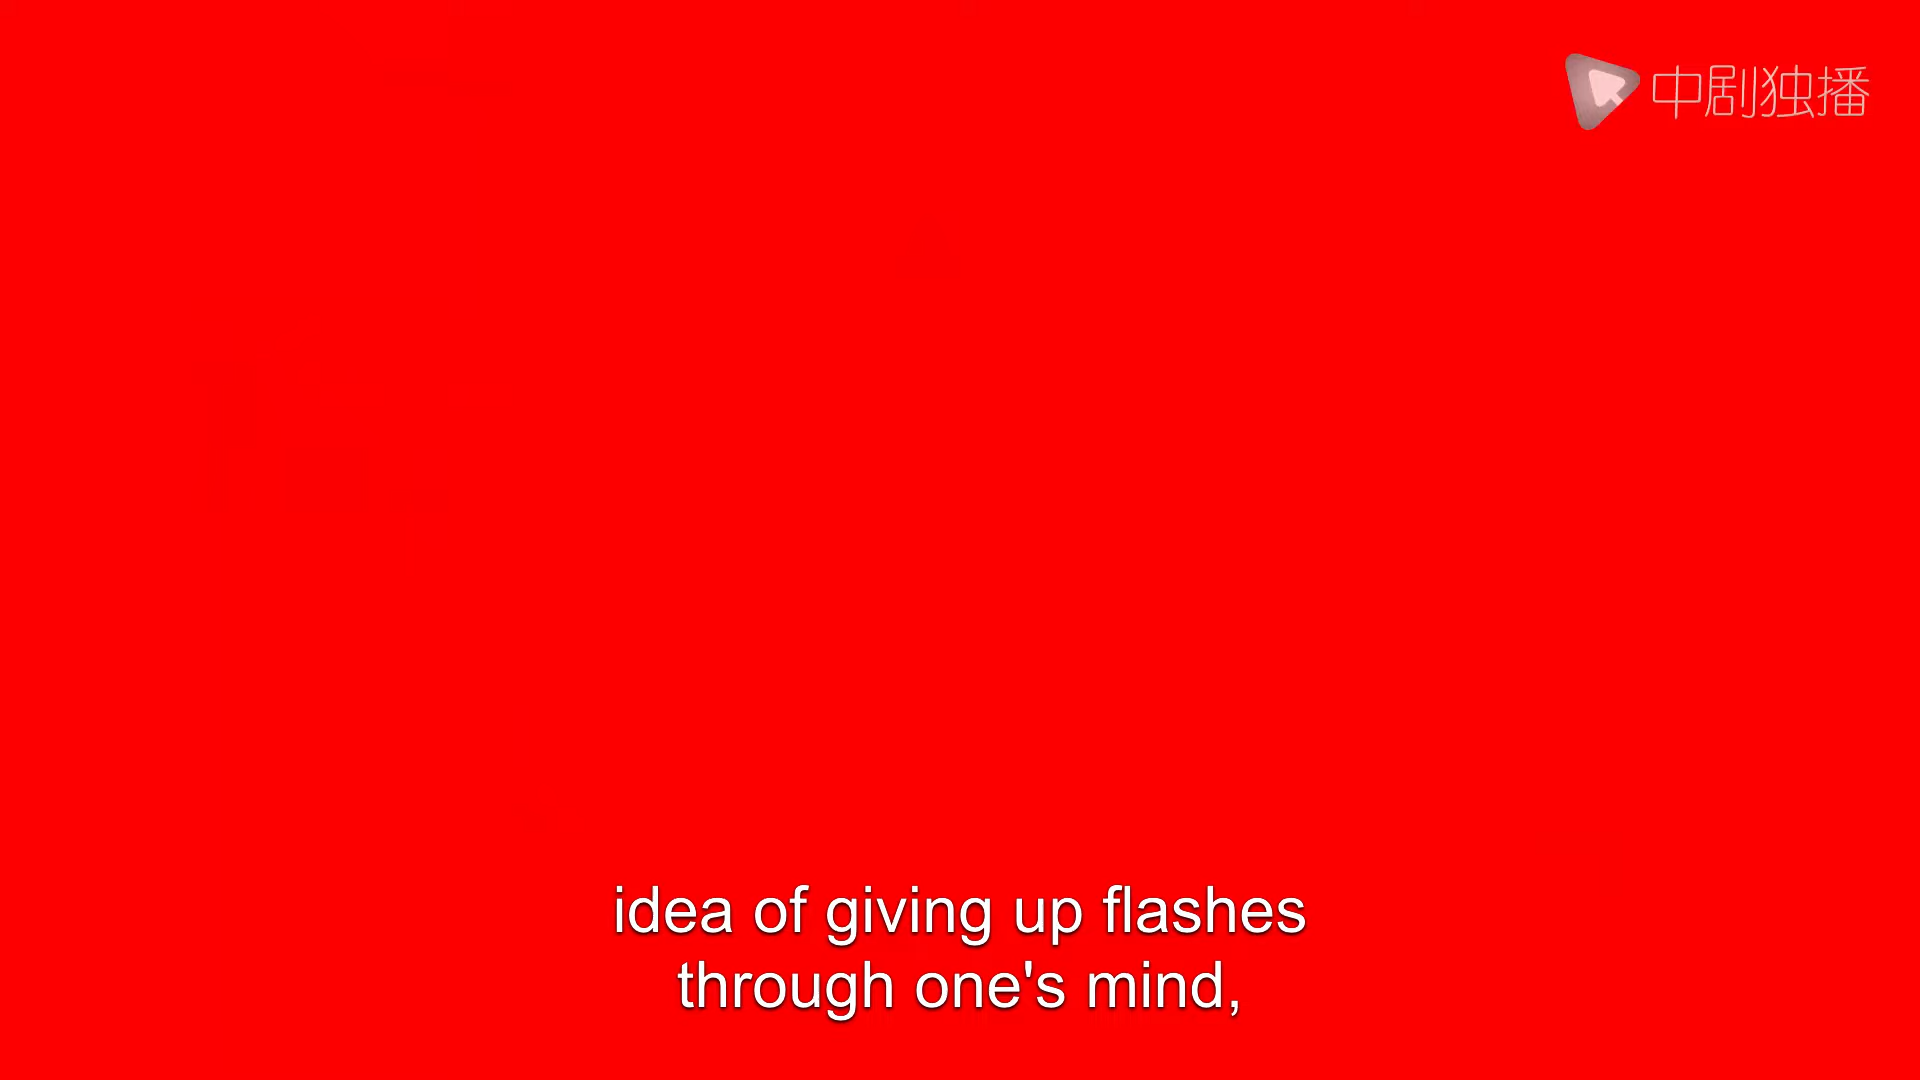 中剧独播
idea of giving up flashes
through one's mind,